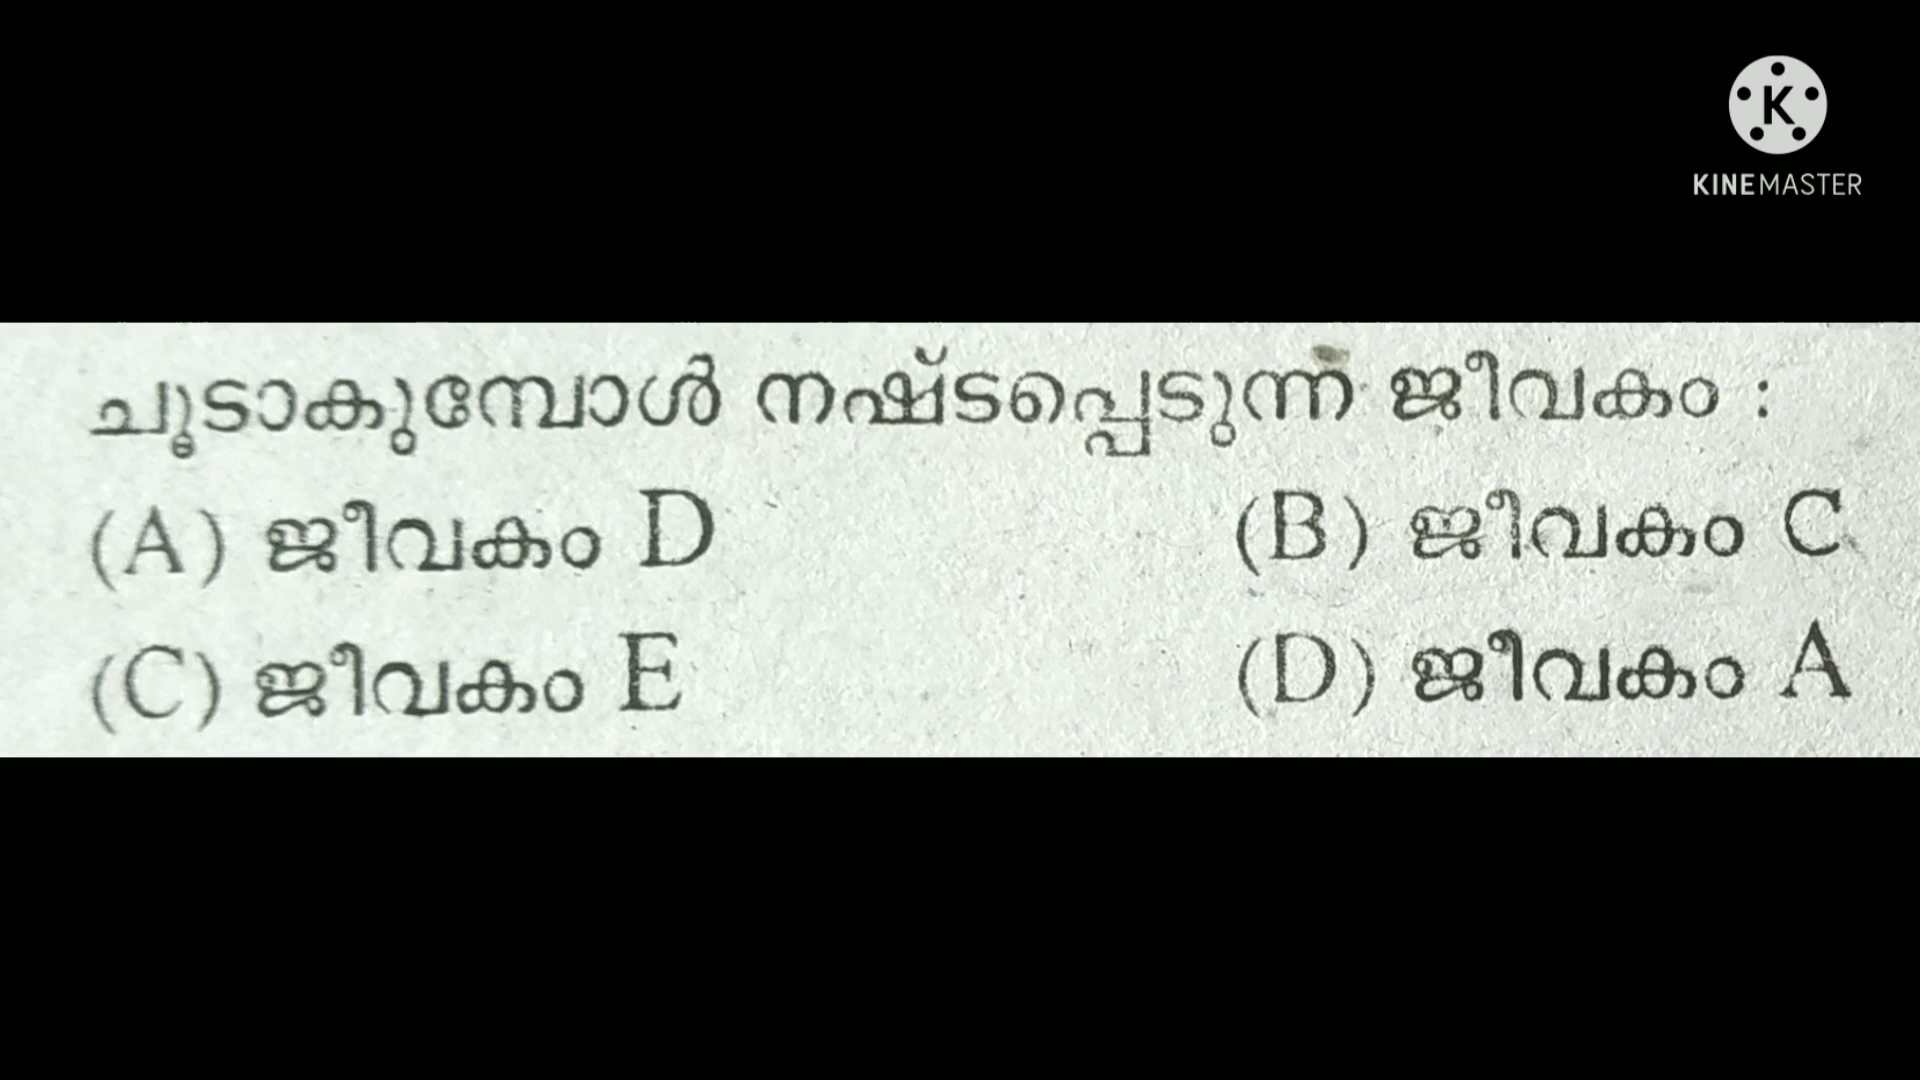 KINEMASTER
ചൂടാകുമ്പോൾ നഷ്ടപ്പെടുന്ന ജീവകം :
(A) ജീവകം D (B) ജീവകം C
(C) ജീവകം E (D) ജീവകം A